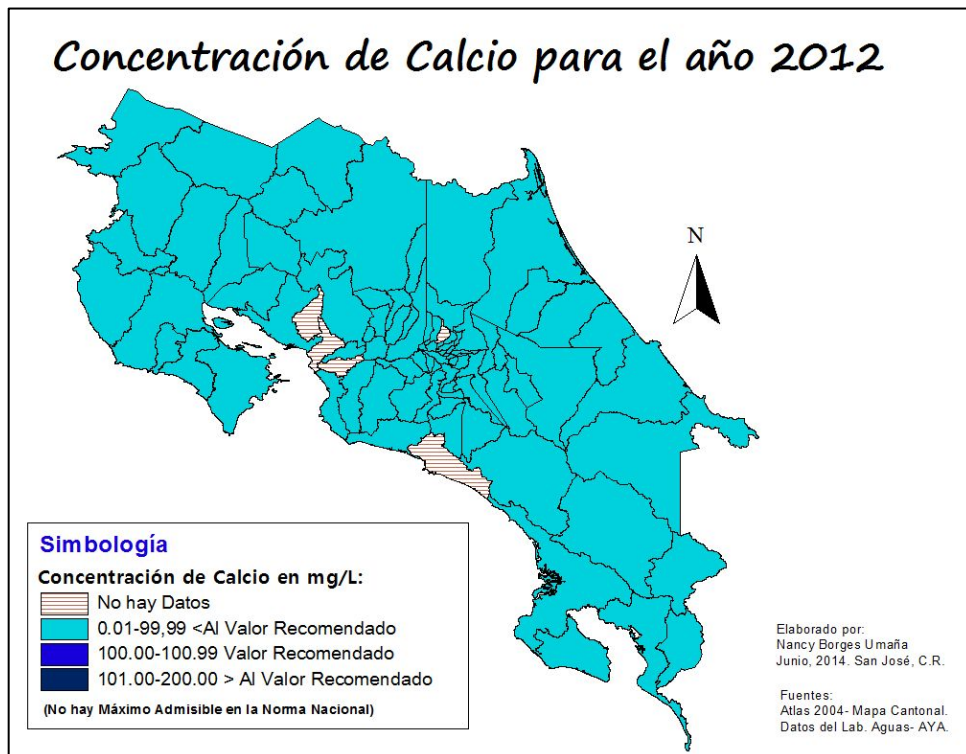 Concentración de Calcio para el año 2012
N
Simbología
Concentración de Calcio en mg/L:
No hay Datos
0.01-99,99 <Al Valor Recomendado
100.00-100.99 Valor Recomendado
101.00-200.00 > Al Valor Recomendado
(No hay Máximo Admisible en la Norma Nacional)
Elaborado por:
Nancy Borges Umaña
Junio, 2014. San José, C.R.
Fuentes:
Atlas 2004- Mapa Cantonal.
Datos del Lab. Aguas- AYA.